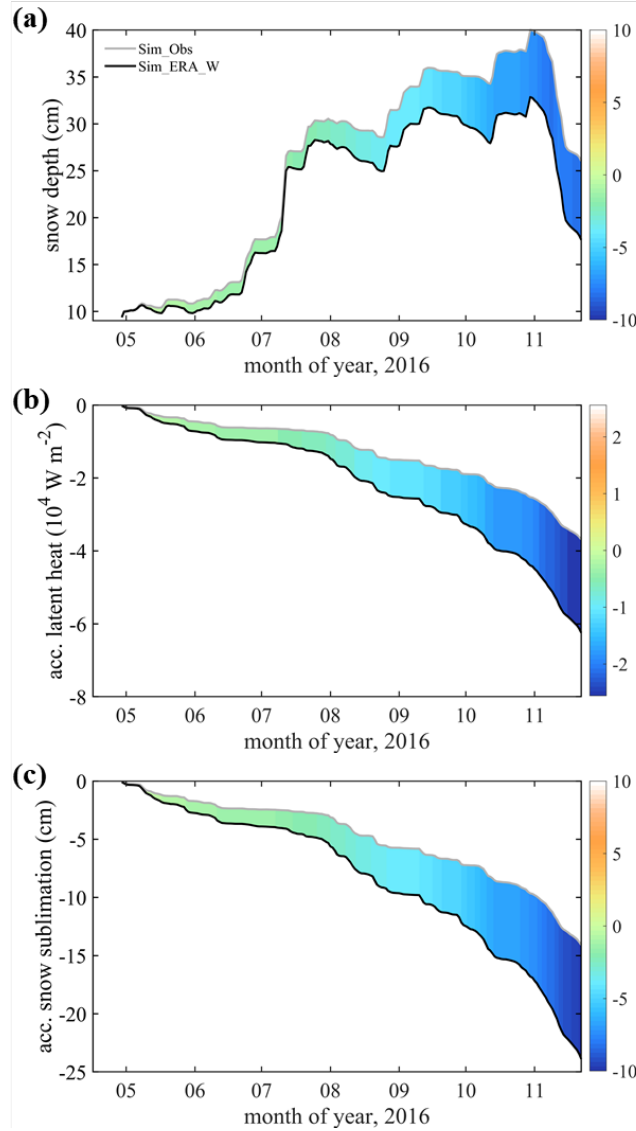 (a)
40
35
30
25
20
15
10
snow depth (cm)
Sim_Obs
Sim_ERA_W
05 06 07 08 09 10 11
month of year, 2016
10
5
0
-5
-10
(b)
0
-2
-4
-6
-8
acc. latent heat (10⁴ W m⁻²)
05 06 07 08 09 10 11
month of year, 2016
2
1
0
-1
-2
(c)
0
-5
-10
-15
-20
-25
acc. snow sublimation (cm)
05 06 07 08 09 10 11
month of year, 2016
10
5
0
-5
-10